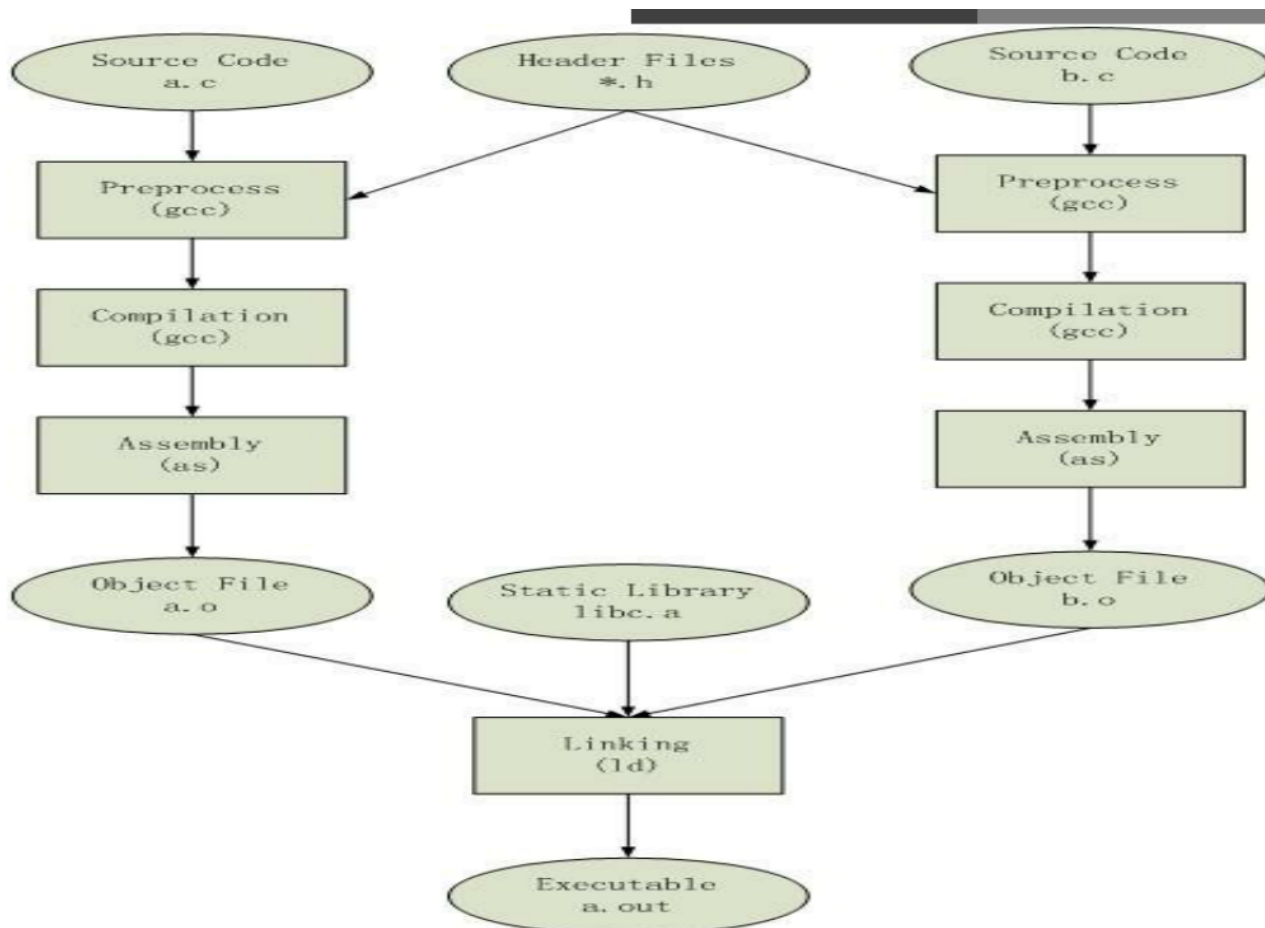 Source Code
a.c
Header Files
*.h
Source Code
b.c
Preprocess
(gcc)
Preprocess
(gcc)
Compilation
(gcc)
Compilation
(gcc)
Assembly
(as)
Assembly
(as)
Object File
a.o
Static Library
libc.a
Object File
b.o
Linking
(ld)
Executable
a.out